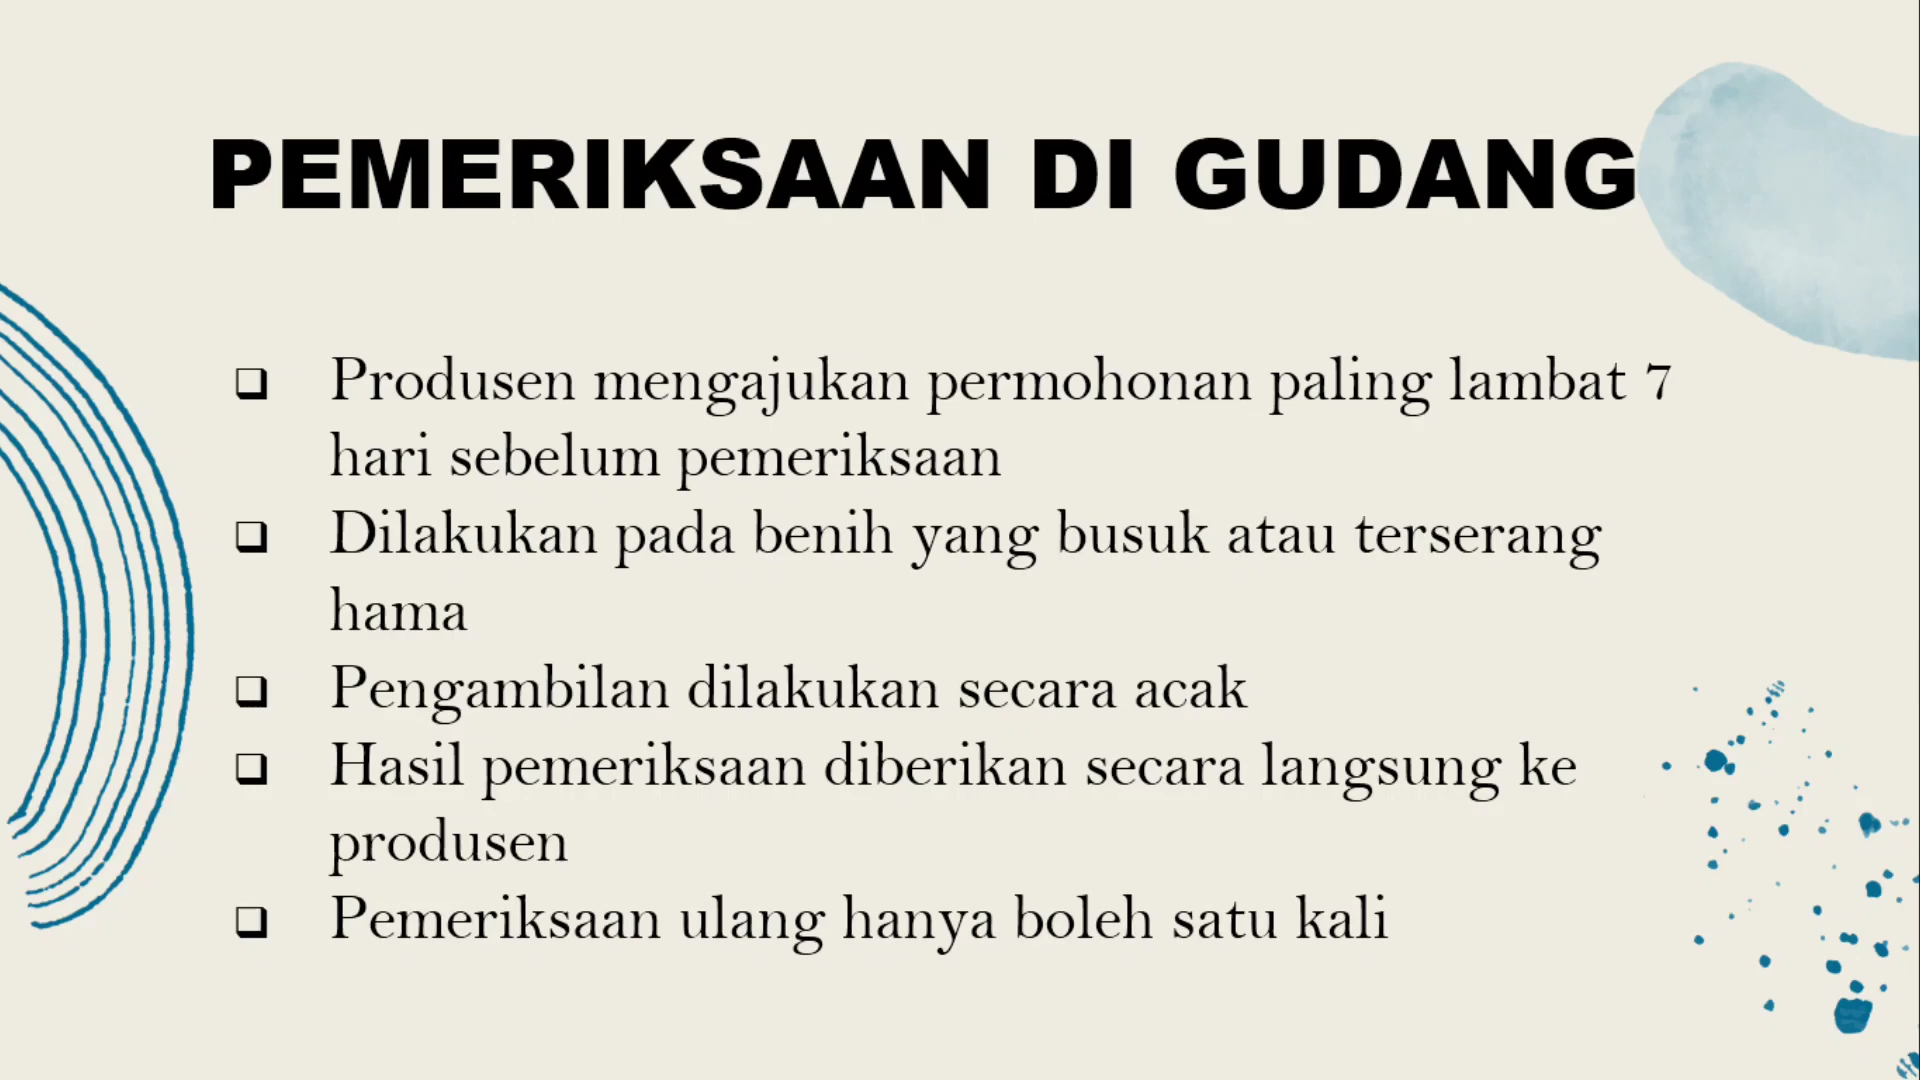 PEMERIKSAAN DI GUDANG
Produsen mengajukan permohonan paling lambat 7
hari sebelum pemeriksaan
Dilakukan pada benih yang busuk atau terserang
hama
Pengambilan dilakukan secara acak
Hasil pemeriksaan diberikan secara langsung ke
produsen
Pemeriksaan ulang hanya boleh satu kali